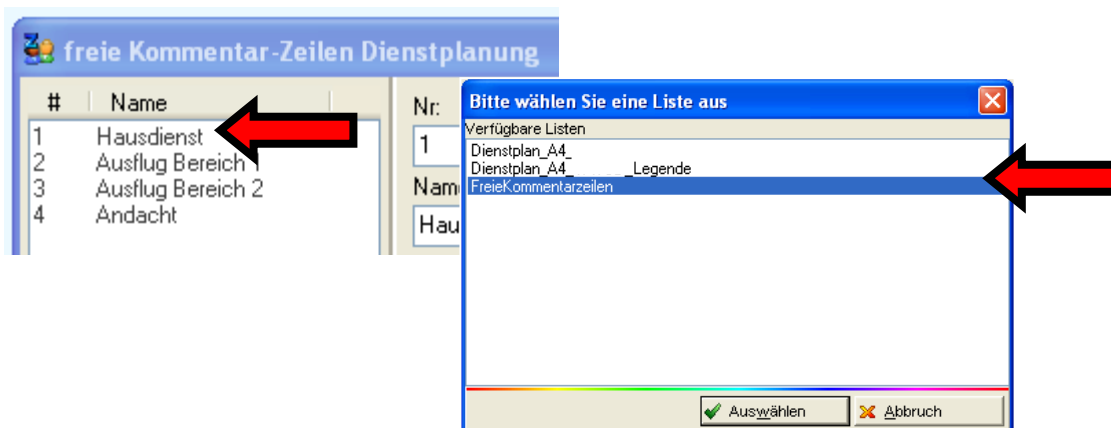 freie Kommentar-Zeilen Dienstplanung
# Name
1 Hausdienst
2 Ausflug Bereich 1
3 Ausflug Bereich 2
4 Andacht
Nr:
1
Nam
Hau
Bitte wählen Sie eine Liste aus
Verfügbare Listen
Dienstplan_A4_
Dienstplan_A4_ _Legende
FreieKommentarzeilen
Auswählen
Abbruch